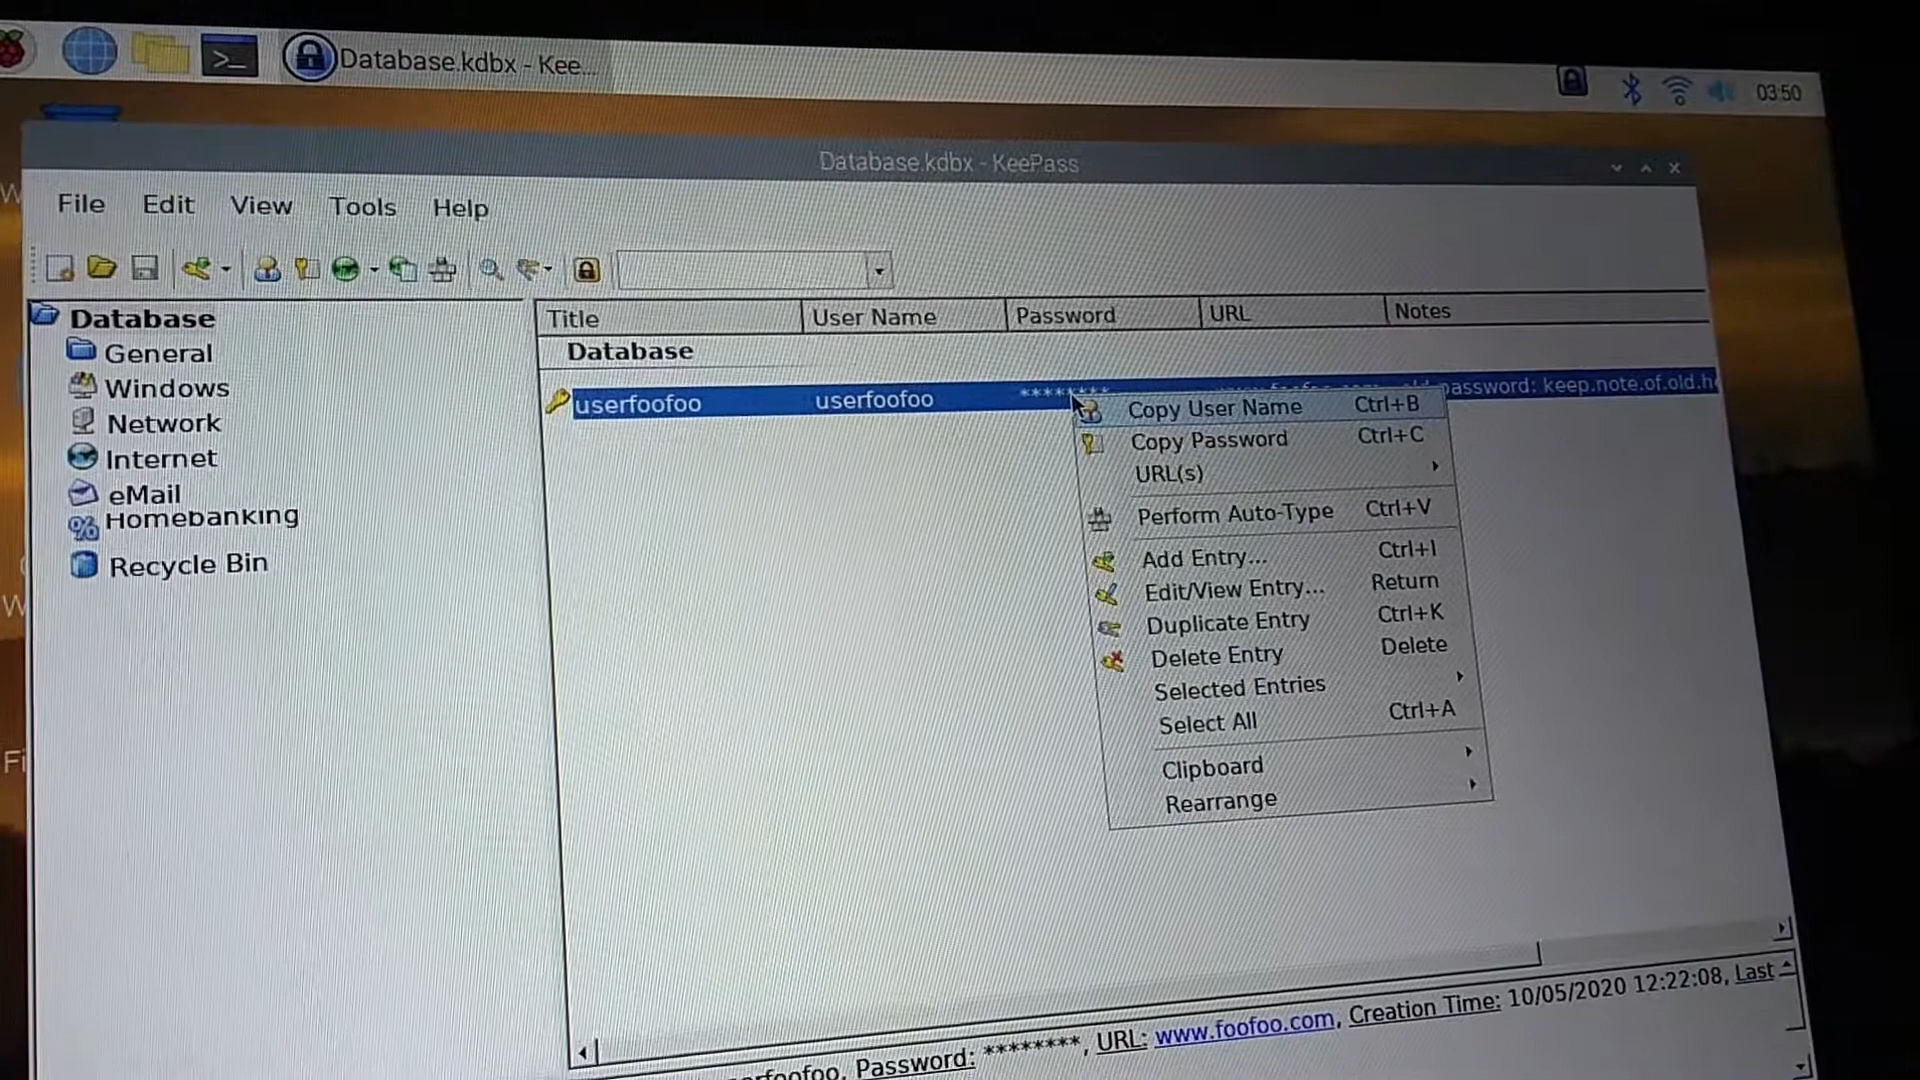 Database.kdbx - Kee...
03:50
Database.kdbx - KeePass
File Edit View Tools Help
Database
General
Windows
Network
Internet
eMail
Homebanking
Recycle Bin
Title User Name Password URL Notes
Database
userfoofoo userfoofoo ******** password: keep.note.of.old.h
Copy User Name Ctrl+B
Copy Password Ctrl+C
URL(s)
Perform Auto-Type Ctrl+V
Add Entry... Ctrl+I
Edit/View Entry... Return
Duplicate Entry Ctrl+K
Delete Entry Delete
Selected Entries
Select All Ctrl+A
Clipboard
Rearrange
Password: ********, URL: www.foofoo.com, Creation Time: 10/05/2020 12:22:08, Last